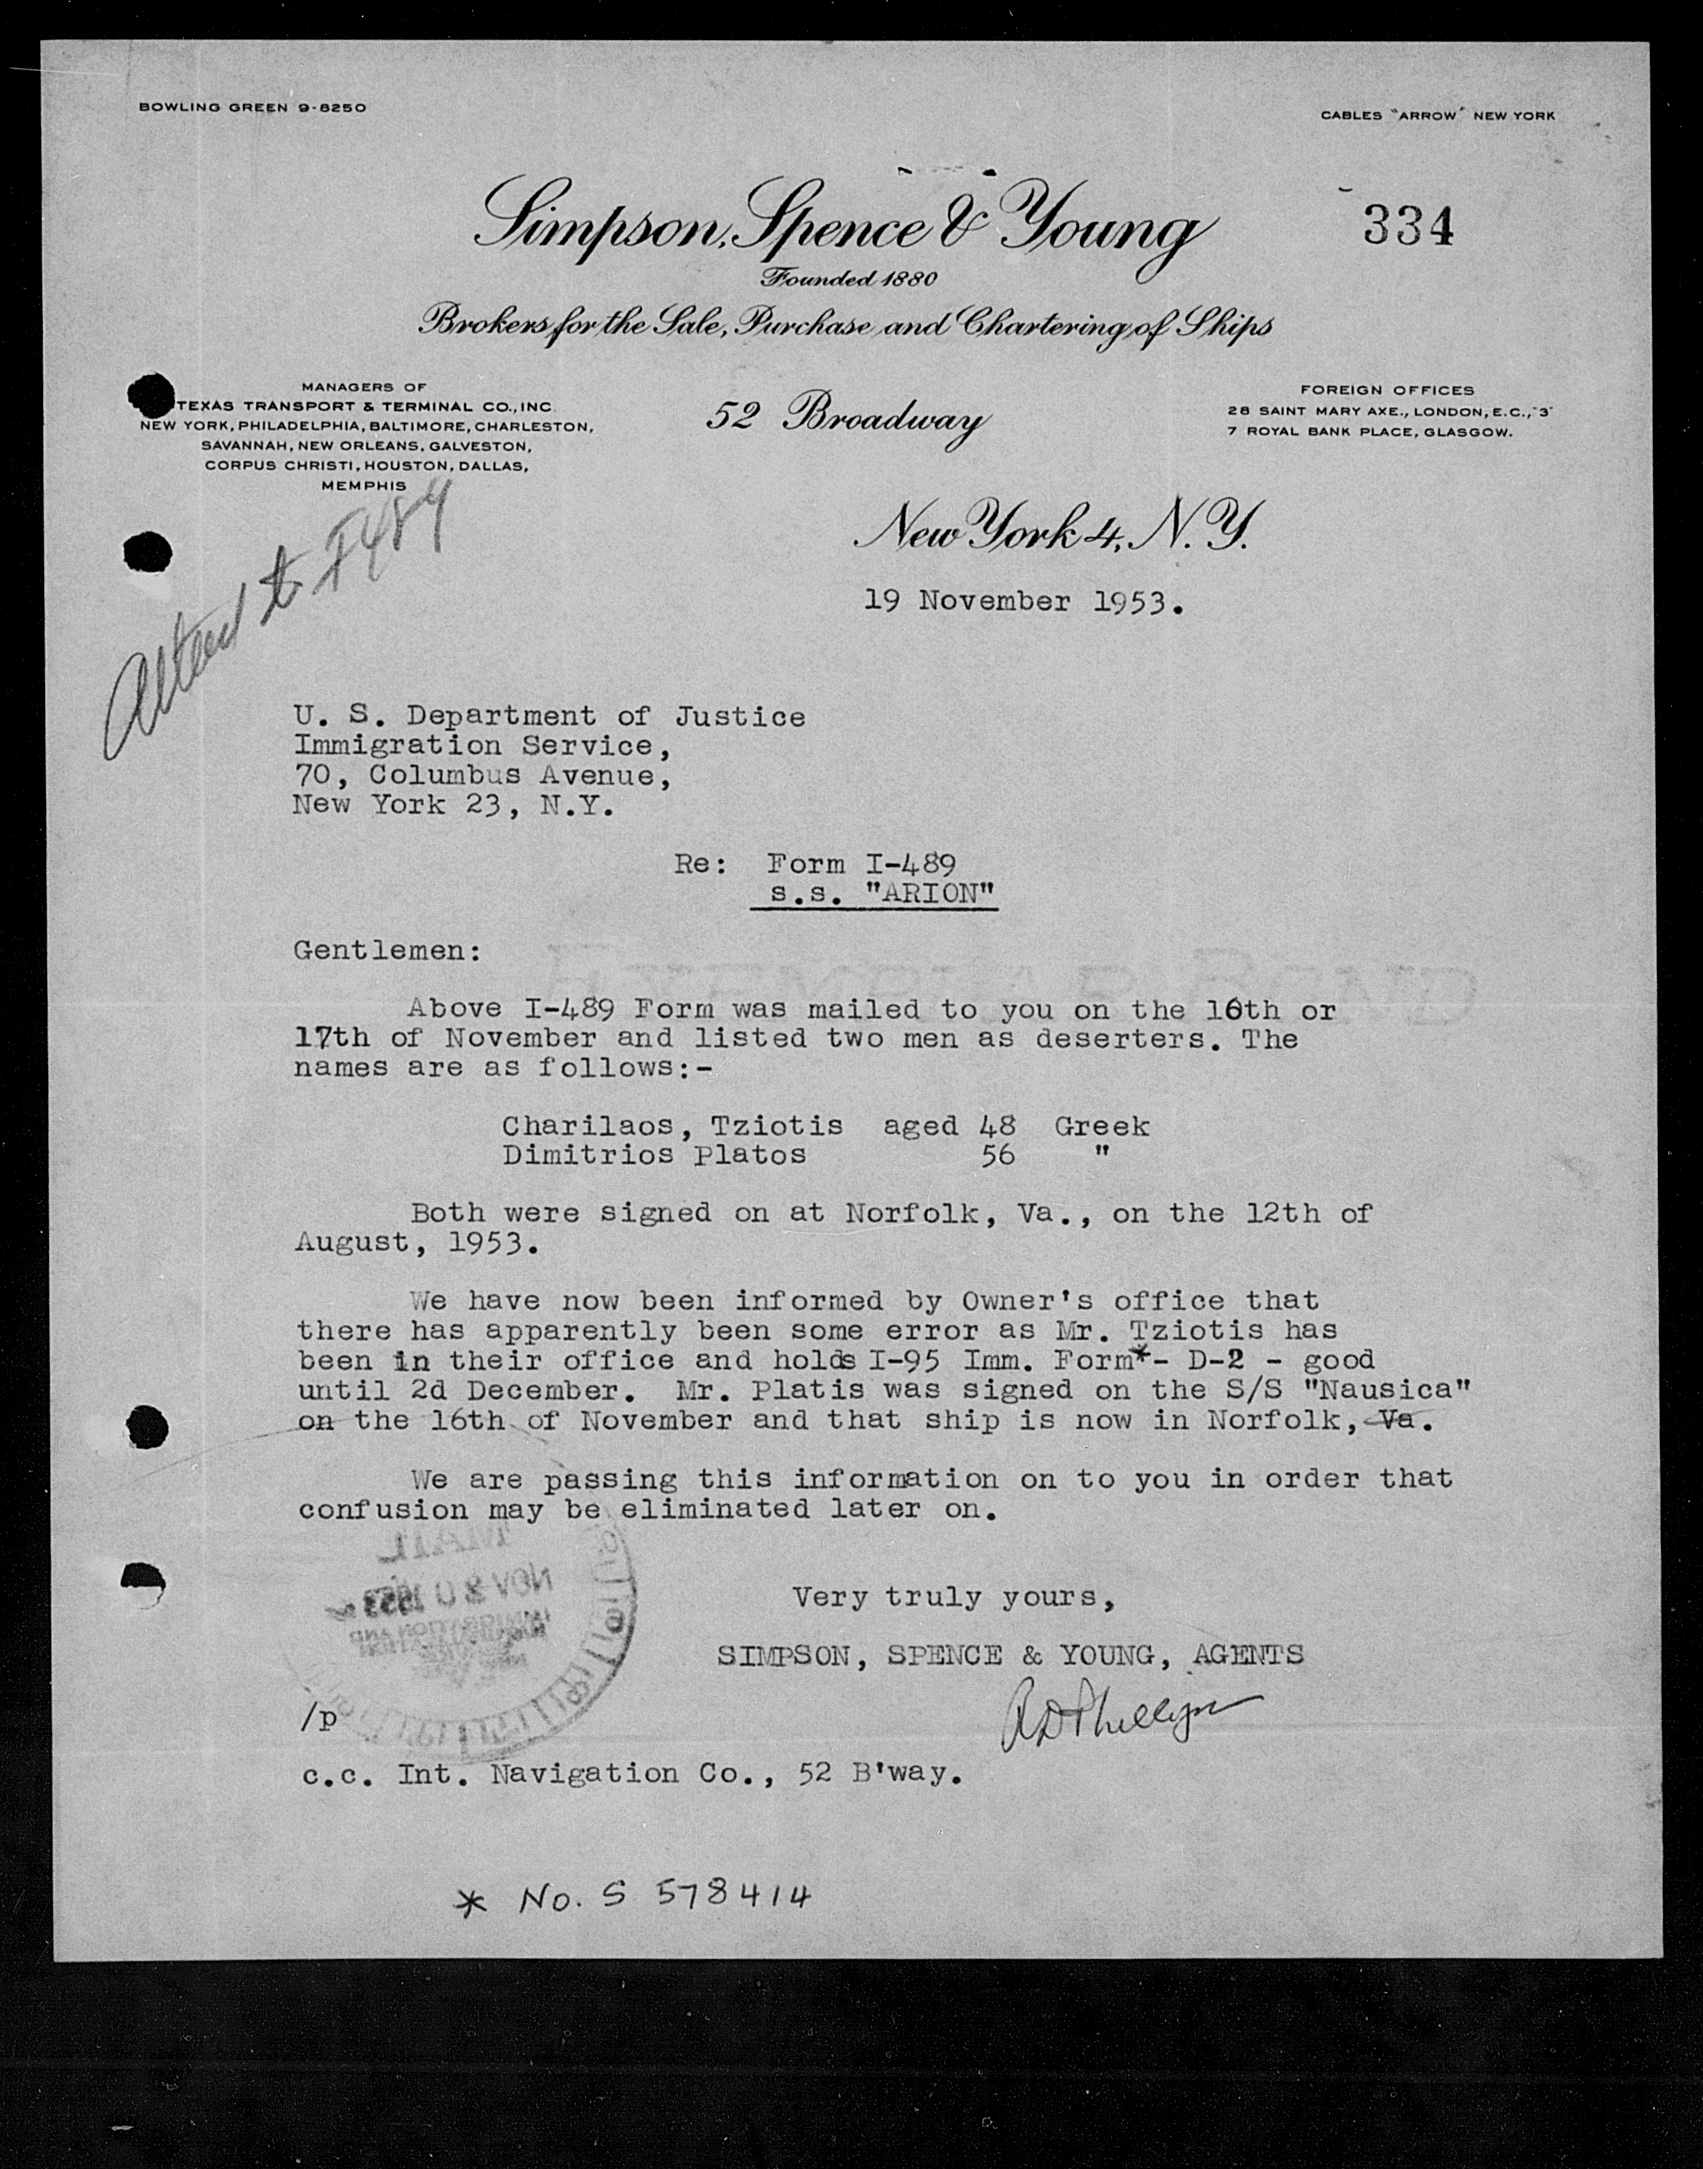 BOWLING GREEN 9-8250
CABLES "ARROW" NEW YORK
Simpson, Spence & Young
334
Founded 1880
Brokers for the Sale, Purchase and Chartering of Ships
MANAGERS OF
TEXAS TRANSPORT & TERMINAL CO., INC.
NEW YORK, PHILADELPHIA, BALTIMORE, CHARLESTON,
SAVANNAH, NEW ORLEANS, GALVESTON,
CORPUS CHRISTI, HOUSTON, DALLAS,
MEMPHIS
52 Broadway
FOREIGN OFFICES
28 SAINT MARY AXE., LONDON, E.C., "3"
7 ROYAL BANK PLACE, GLASGOW.
New York 4, N.Y.
19 November 1953.
U. S. Department of Justice
Immigration Service,
70, Columbus Avenue,
New York 23, N.Y.
Re: Form I-489
s.s. "ARION"
Gentlemen:
Above I-489 Form was mailed to you on the 16th or
17th of November and listed two men as deserters. The
names are as follows:-
Charilaos, Tziotis aged 48 Greek
Dimitrios Platos 56 "
Both were signed on at Norfolk, Va., on the 12th of
August, 1953.
We have now been informed by Owner's office that
there has apparently been some error as Mr. Tziotis has
been in their office and holds I-95 Imm. Form*- D-2 - good
until 2d December. Mr. Platis was signed on the S/S "Nausica"
on the 16th of November and that ship is now in Norfolk, Va.
We are passing this information on to you in order that
confusion may be eliminated later on.
MAIL
NOV 20 1953
IMMIGRATION AND
Very truly yours,
SIMPSON, SPENCE & YOUNG, AGENTS
/p
c.c. Int. Navigation Co., 52 B'way.
* No. S 578414